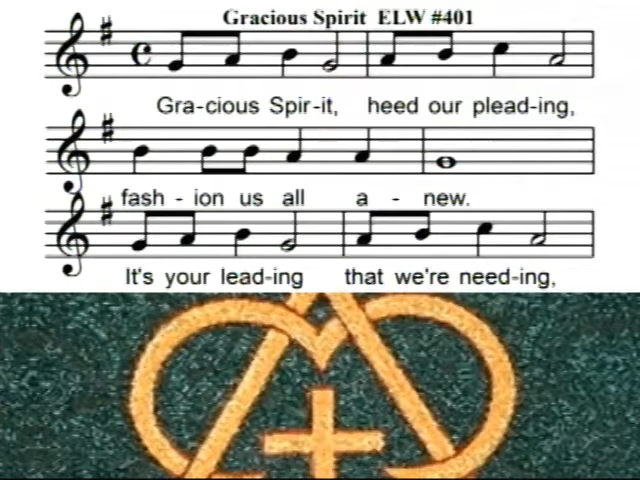 Gracious Spirit ELW #401
Gra-cious Spir-it, heed our plead-ing,
fash - ion us all a - new.
It's your lead-ing that we're need-ing,